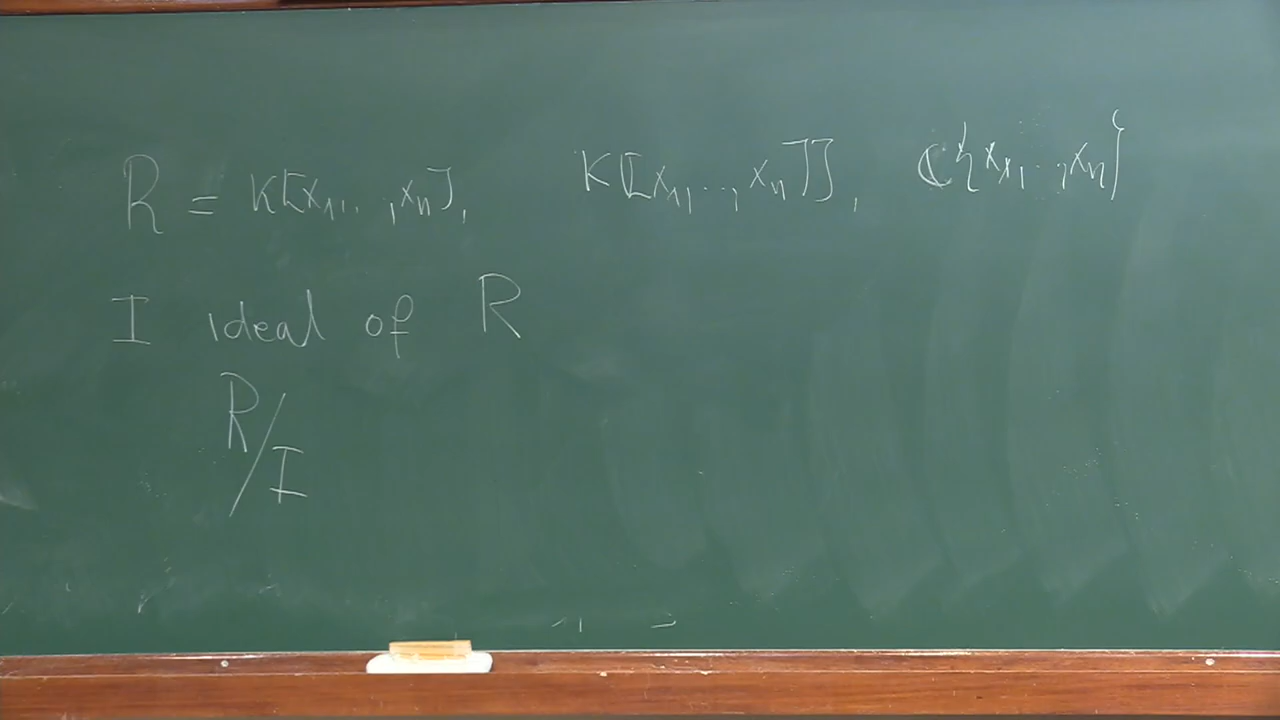 R = K[x₁,..,xₙ], K[[x₁,..,xₙ]], ℂ{x₁,..,xₙ}
I ideal of R
R/I